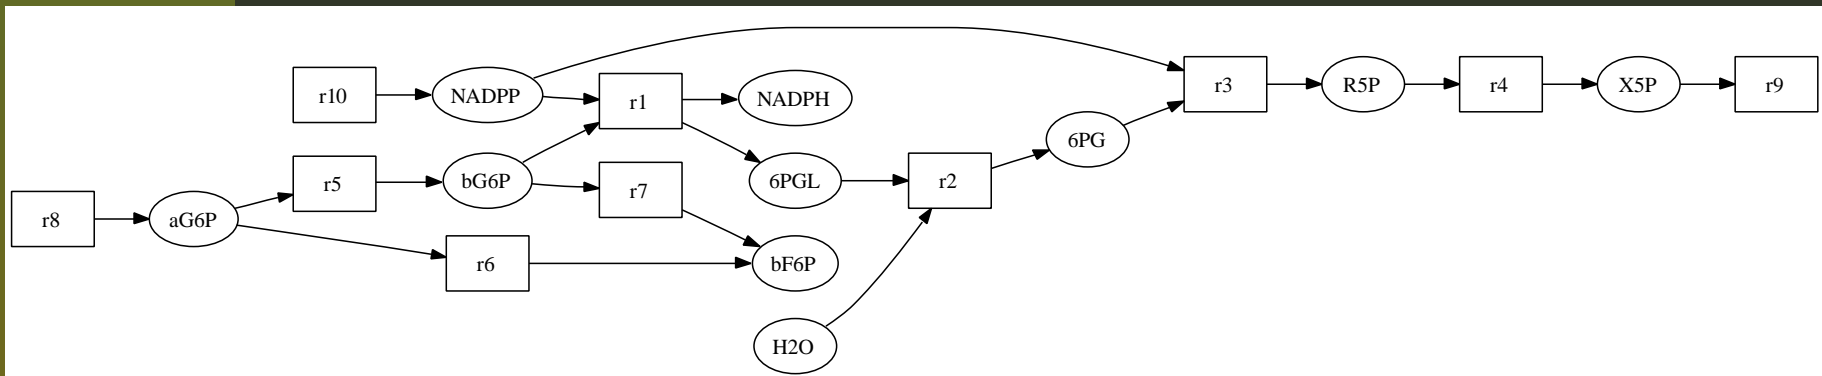 r8
aG6P
r10
r5
r6
NADPP
bG6P
r1
r7
NADPH
6PGL
bF6P
H2O
r2
6PG
r3
R5P
r4
X5P
r9